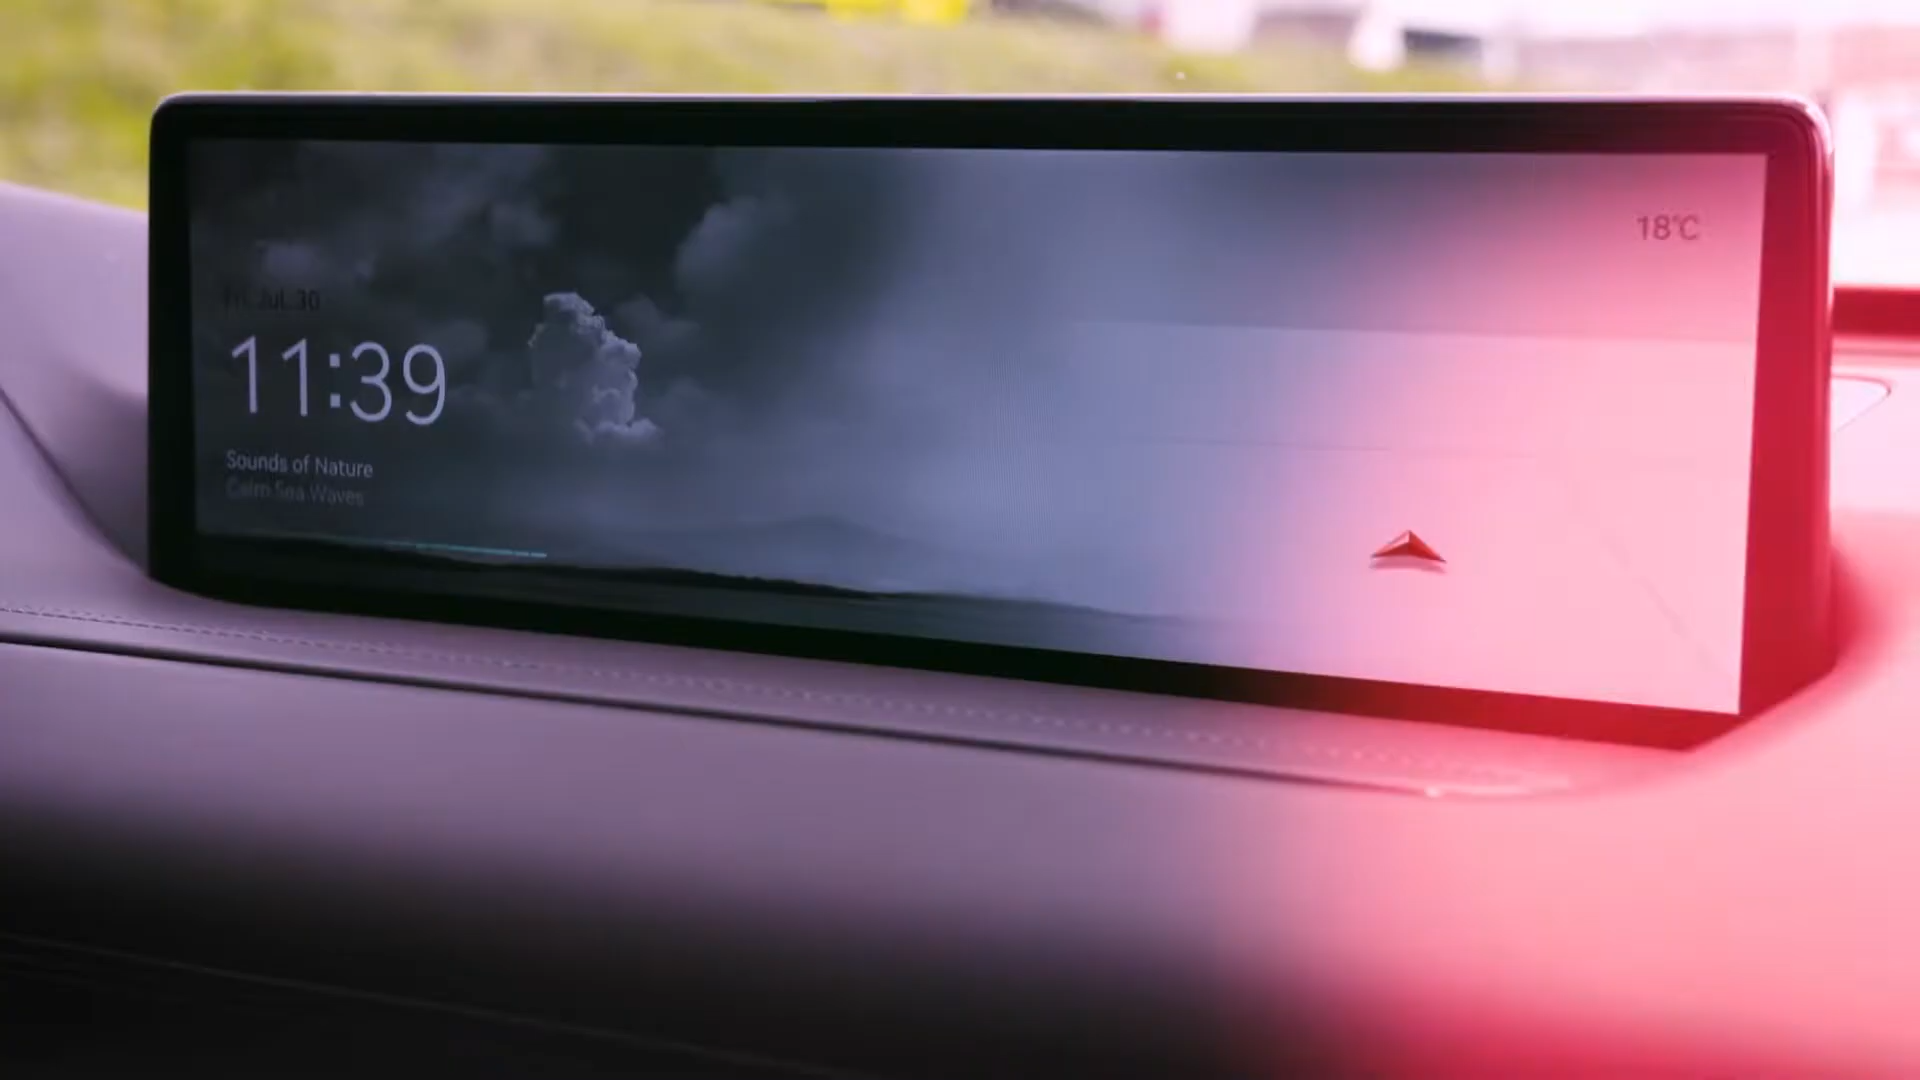 18°C
Fri. Jul. 30
11:39
Sounds of Nature
Calm Sea Waves